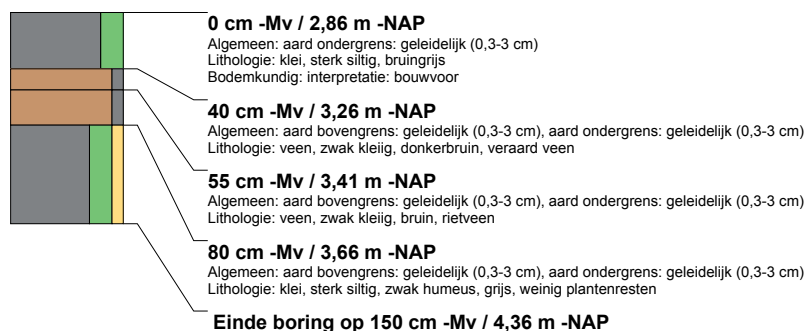 0 cm -Mv / 2,86 m -NAP
Algemeen: aard ondergrens: geleidelijk (0,3-3 cm)
Lithologie: klei, sterk siltig, bruingrijs
Bodemkundig: interpretatie: bouwvoor
40 cm -Mv / 3,26 m -NAP
Algemeen: aard bovengrens: geleidelijk (0,3-3 cm), aard ondergrens: geleidelijk (0,3-3 cm)
Lithologie: veen, zwak kleiig, donkerbruin, veraard veen
55 cm -Mv / 3,41 m -NAP
Algemeen: aard bovengrens: geleidelijk (0,3-3 cm), aard ondergrens: geleidelijk (0,3-3 cm)
Lithologie: veen, zwak kleiig, bruin, rietveen
80 cm -Mv / 3,66 m -NAP
Algemeen: aard bovengrens: geleidelijk (0,3-3 cm), aard ondergrens: geleidelijk (0,3-3 cm)
Lithologie: klei, sterk siltig, zwak humeus, grijs, weinig plantenresten
Einde boring op 150 cm -Mv / 4,36 m -NAP